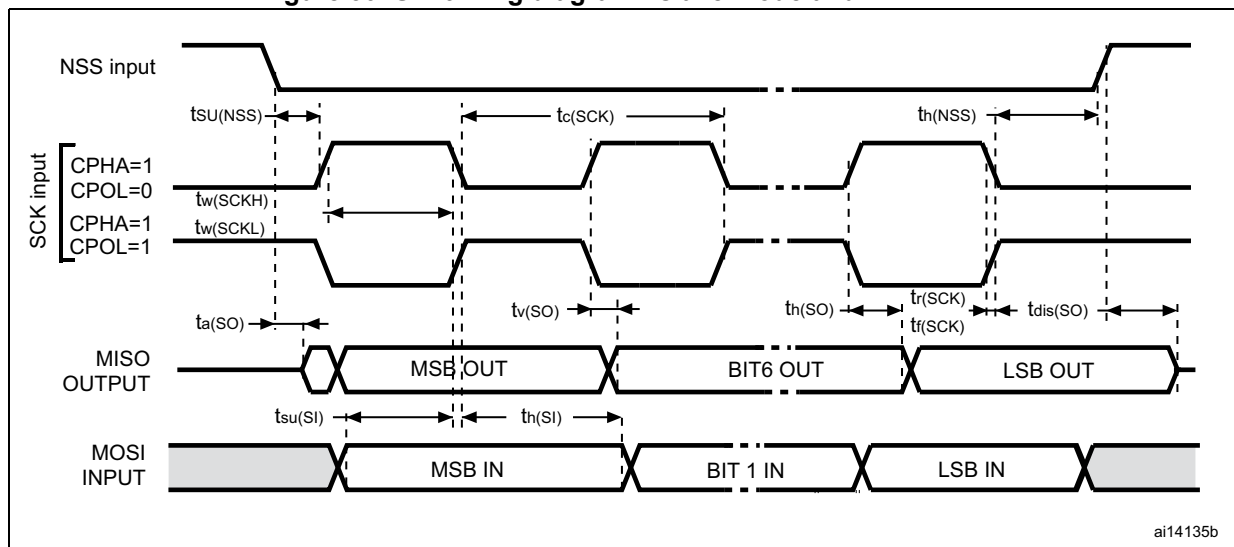 NSS input
tSU(NSS)
tc(SCK)
th(NSS)
SCK input
CPHA=1
CPOL=0
tw(SCKH)
CPHA=1
tw(SCKL)
CPOL=1
ta(SO)
tv(SO)
th(SO)
tr(SCK)
tf(SCK)
tdis(SO)
MISO
OUTPUT
MSB OUT
BIT6 OUT
LSB OUT
tsu(SI)
th(SI)
MOSI
INPUT
MSB IN
BIT 1 IN
LSB IN
ai14135b